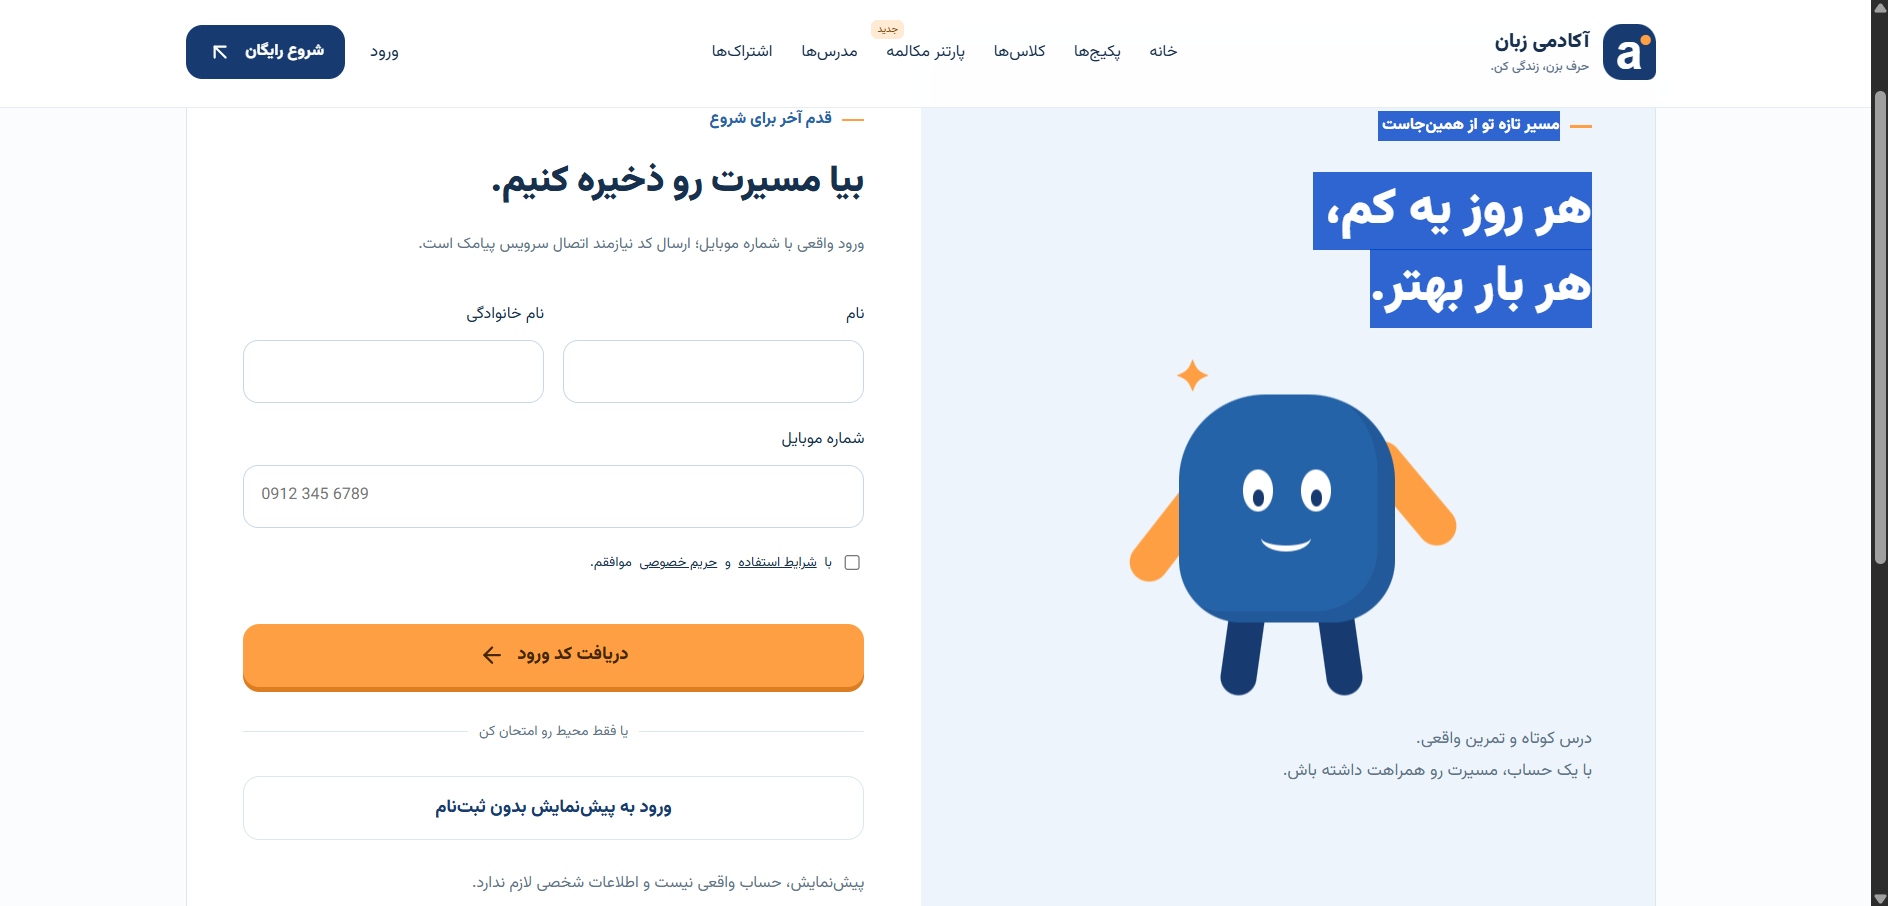 آکادمی زبان
حرف بزن، زندگی کن.
خانه
پکیج‌ها
کلاس‌ها
پارتنر مکالمه
جدید
مدرس‌ها
اشتراک‌ها
ورود
شروع رایگان
مسیر تازه تو از همین‌جاست
هر روز یه کم،
هر بار بهتر.
درس کوتاه و تمرین واقعی.
با یک حساب، مسیرت رو همراهت داشته باش.
قدم آخر برای شروع
بیا مسیرت رو ذخیره کنیم.
ورود واقعی با شماره موبایل؛ ارسال کد نیازمند اتصال سرویس پیامک است.
نام
نام خانوادگی
شماره موبایل
0912 345 6789
با شرایط استفاده و حریم خصوصی موافقم.
دریافت کد ورود
یا فقط محیط رو امتحان کن
ورود به پیش‌نمایش بدون ثبت‌نام
پیش‌نمایش، حساب واقعی نیست و اطلاعات شخصی لازم ندارد.